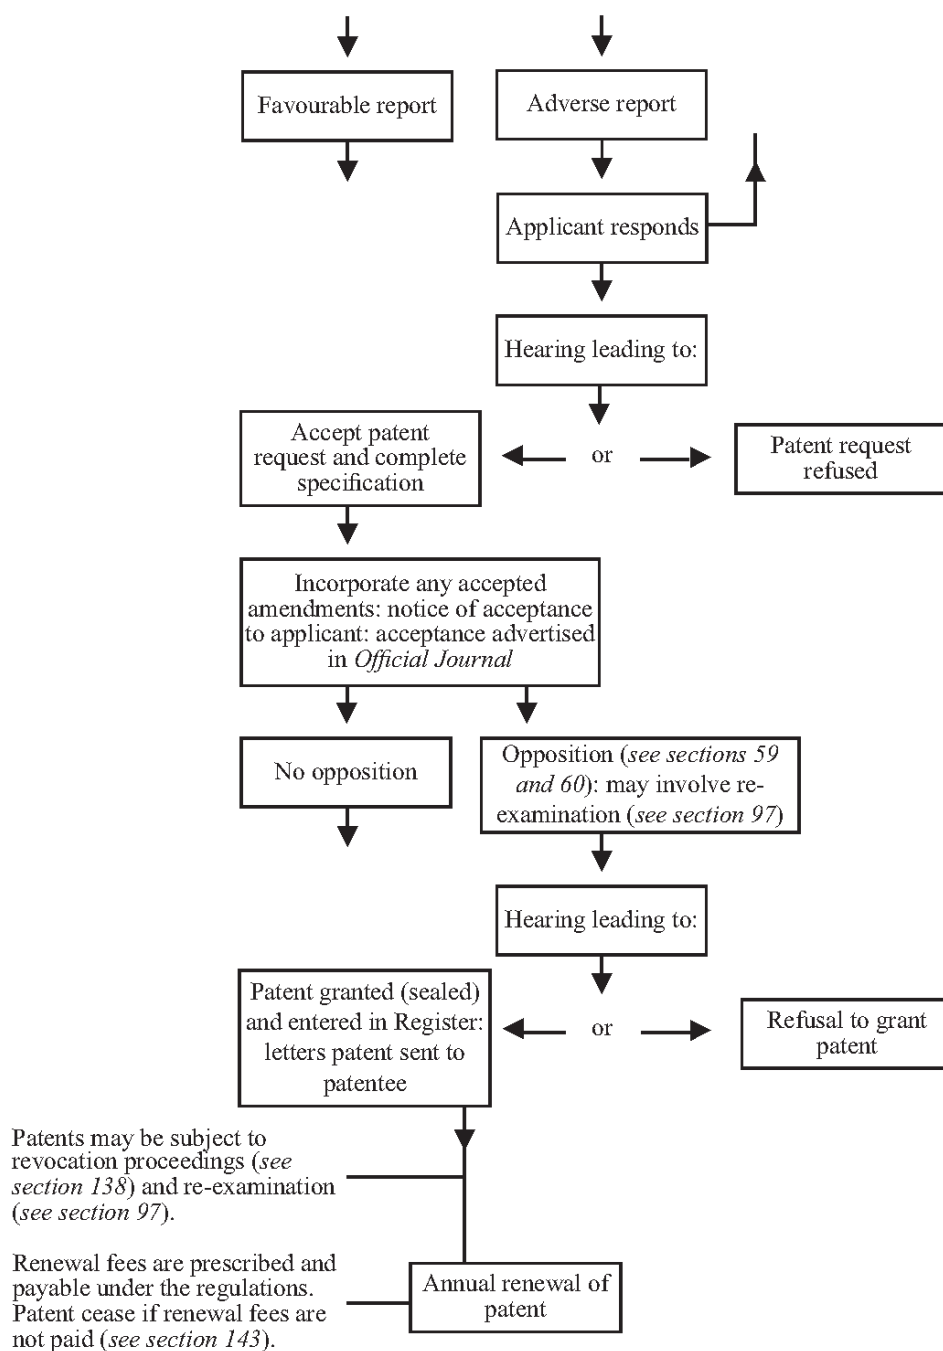 Favourable report
Adverse report
Applicant responds
Hearing leading to:
Accept patent
request and complete
specification
or
Patent request
refused
Incorporate any accepted
amendments: notice of acceptance
to applicant: acceptance advertised
in Official Journal
No opposition
Opposition (see sections 59
and 60): may involve re-
examination (see section 97)
Hearing leading to:
Patent granted (sealed)
and entered in Register:
letters patent sent to
patentee
or
Refusal to grant
patent
Patents may be subject to
revocation proceedings (see
section 138) and re-examination
(see section 97).
Renewal fees are prescribed and
payable under the regulations.
Patent cease if renewal fees are
not paid (see section 143).
Annual renewal of
patent